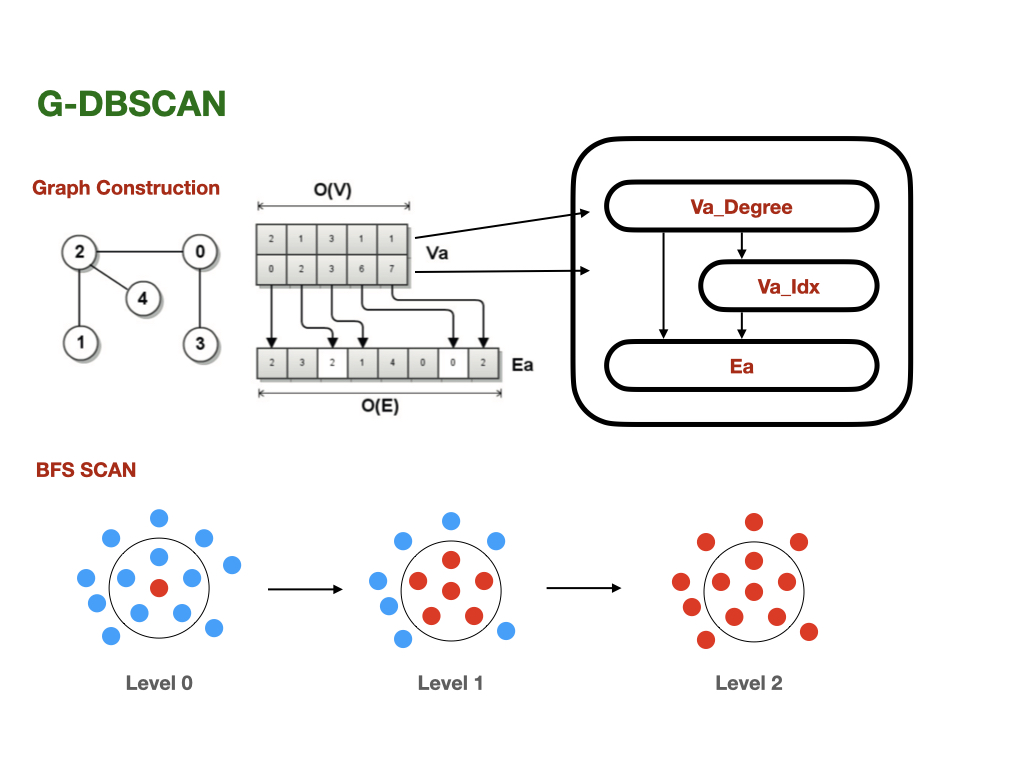 G-DBSCAN
Graph Construction
2 0
4
1 3
O(V)
2 1 3 1 1
Va
0 2 3 6 7
2 3 2 1 4 0 0 2
Ea
O(E)
Va_Degree
Va_Idx
Ea
BFS SCAN
Level 0
Level 1
Level 2